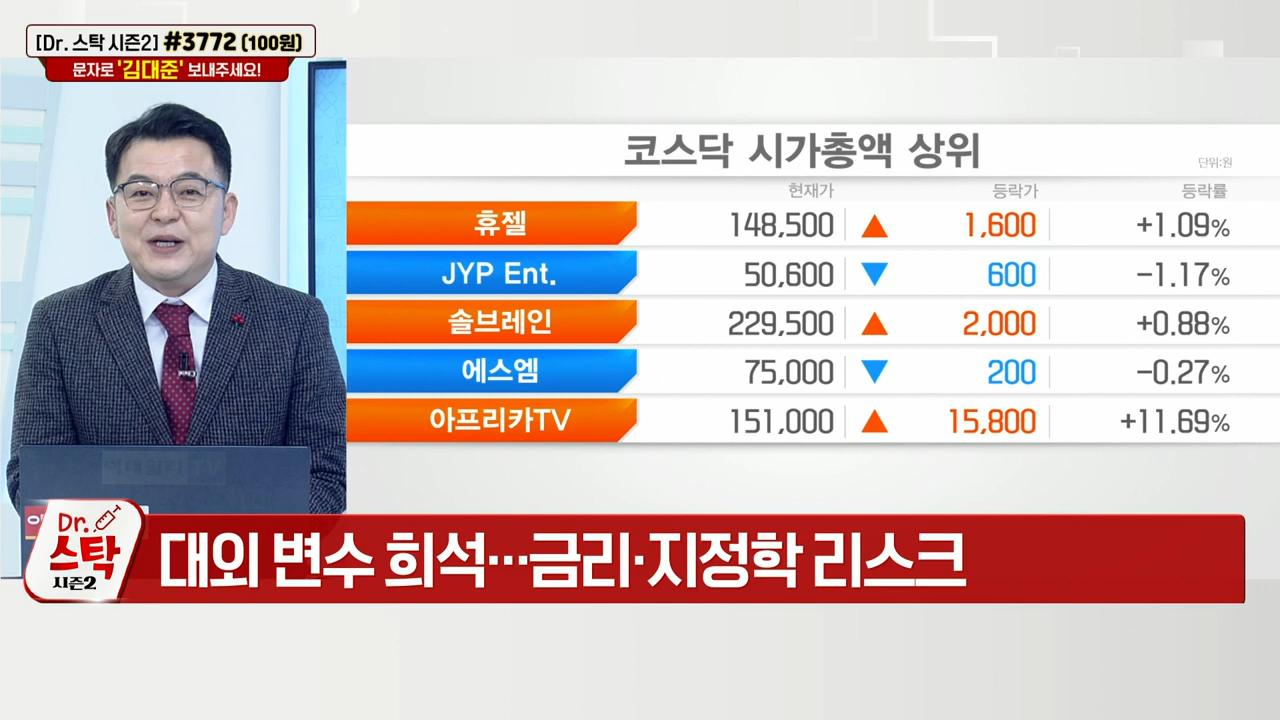 [Dr. 스탁 시즌2] #3772 (100원)
문자로 '김대준' 보내주세요!
코스닥 시가총액 상위
단위:원
현재가 등락가 등락률
휴젤 148,500 ▲ 1,600 +1.09%
JYP Ent. 50,600 ▼ 600 -1.17%
솔브레인 229,500 ▲ 2,000 +0.88%
에스엠 75,000 ▼ 200 -0.27%
아프리카TV 151,000 ▲ 15,800 +11.69%
이데일리 TV
Dr.
스탁
시즌2
대외 변수 희석…금리·지정학 리스크